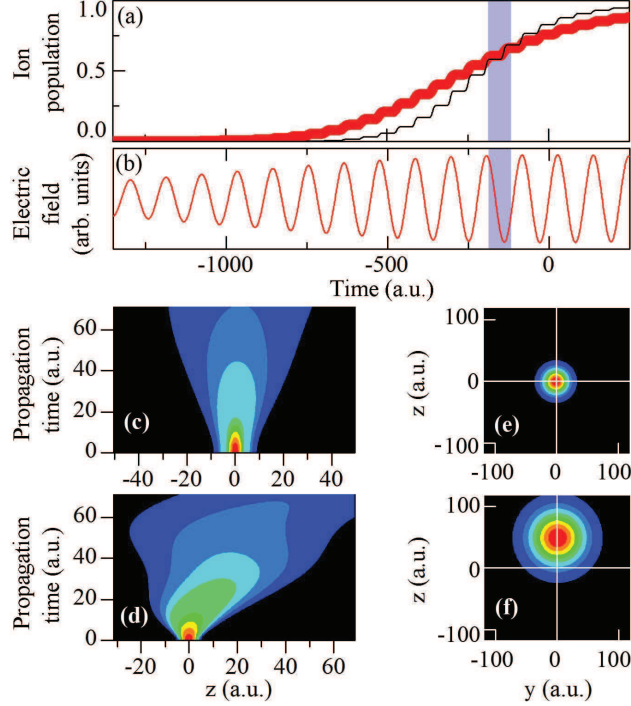 (a)
Ion
population
0.5
0.0
(b)
Electric
field
(arb. units)
-1000
-500
0
Time (a.u.)
Propagation
time (a.u.)
60
40
20
0
(c)
-40
-20
0
20
40
z (a.u.)
100
0
-100
(e)
-100
0
100
Propagation
time (a.u.)
60
40
20
0
(d)
-20
0
20
40
60
z (a.u.)
z (a.u.)
100
0
-100
(f)
-100
0
100
y (a.u.)